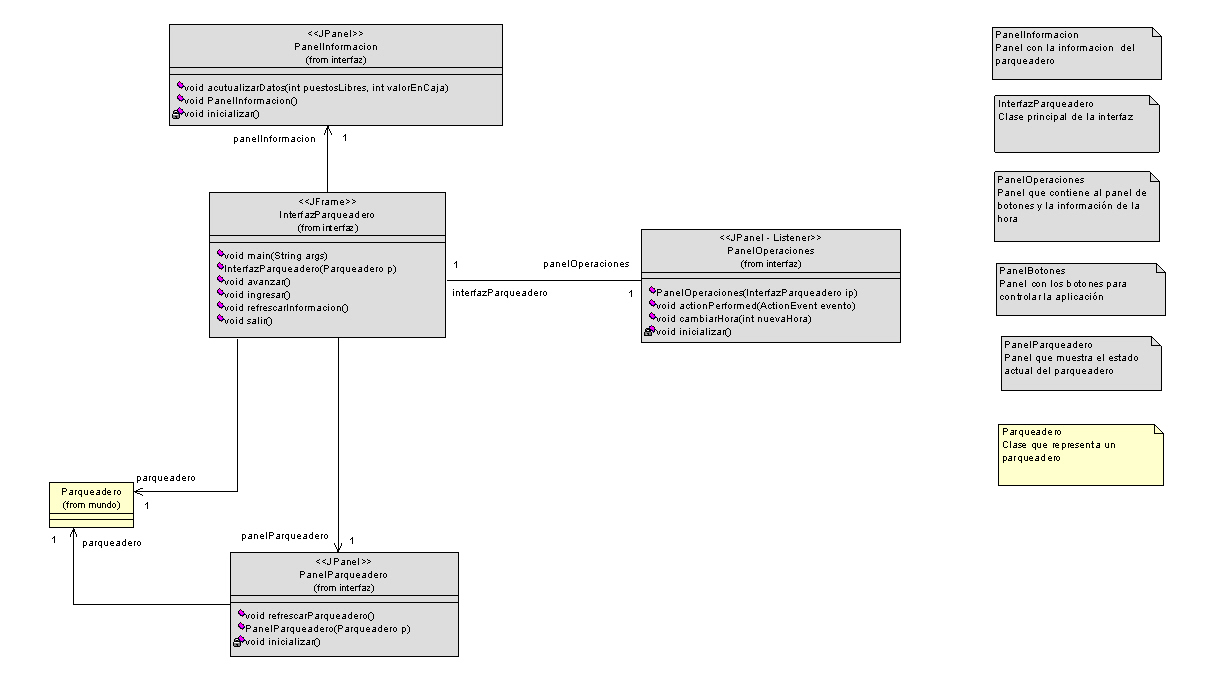 <<JPanel>>
PanelInformacion
(from interfaz)
void acutualizarDatos(int puestosLibres, int valorEnCaja)
void PanelInformacion()
void inicializar()
panelInformacion
1
<<JFrame>>
InterfazParqueadero
(from interfaz)
void main(String args)
InterfazParqueadero(Parqueadero p)
void avanzar()
void ingresar()
void refrescarInformacion()
void salir()
1
panelOperaciones
interfazParqueadero
1
<<JPanel - Listener>>
PanelOperaciones
(from interfaz)
PanelOperaciones(InterfazParqueadero ip)
void actionPerformed(ActionEvent evento)
void cambiarHora(int nuevaHora)
void inicializar()
parqueadero
1
Parqueadero
(from mundo)
1
parqueadero
panelParqueadero
1
<<JPanel>>
PanelParqueadero
(from interfaz)
void refrescarParqueadero()
PanelParqueadero(Parqueadero p)
void inicializar()
PanelInformacion
Panel con la informacion del
parqueadero
InterfazParqueadero
Clase principal de la interfaz
PanelOperaciones
Panel que contiene al panel de
botones y la información de la
hora
PanelBotones
Panel con los botones para
controlar la aplicación
PanelParqueadero
Panel que muestra el estado
actual del parqueadero
Parqueadero
Clase que representa un
parqueadero